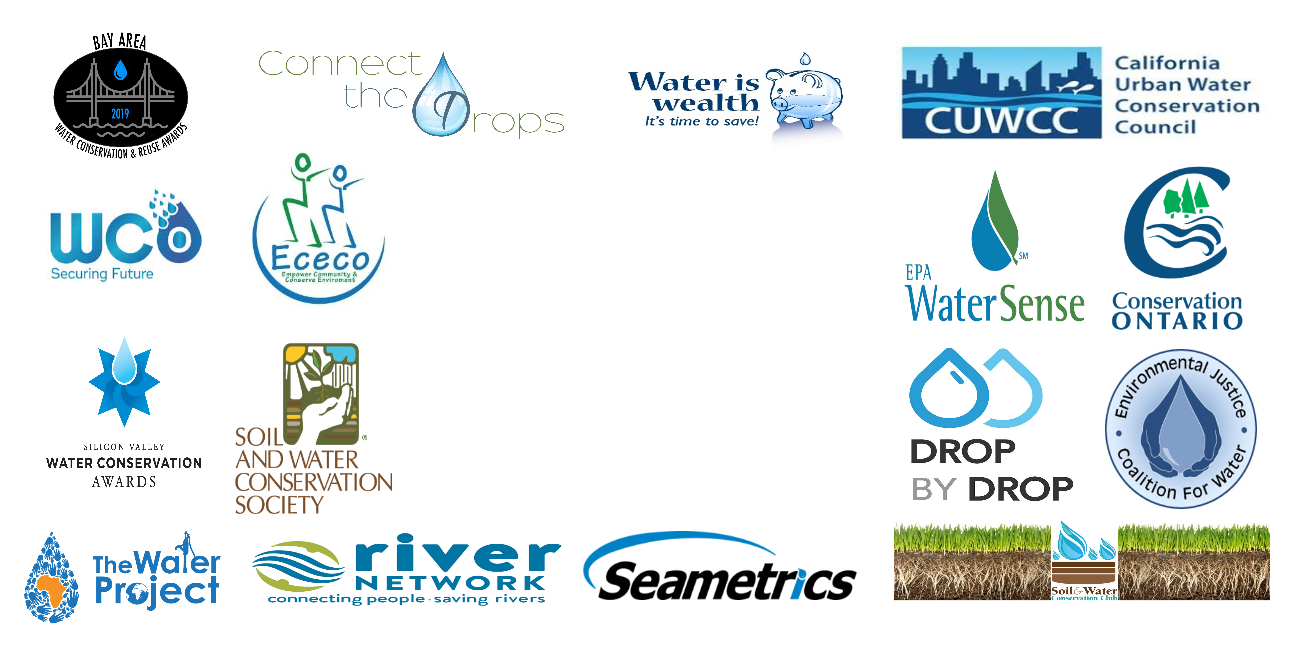 BAY AREA
2019
WATER CONSERVATION & REUSE AWARDS
Connect
the
Drops
Water is
wealth
It's time to save!
CUWCC
California
Urban Water
Conservation
Council
WCO
Securing Future
Ececo
Empower Community &
Conserve Enviroment
EPA
WaterSense
SM
Conservation
ONTARIO
SILICON VALLEY
WATER CONSERVATION
AWARDS
SOIL
AND WATER
CONSERVATION
SOCIETY
®
DROP
BY DROP
Environmental Justice
Coalition For Water
The Water
Project
river
NETWORK
connecting people · saving rivers
Seametrics
Soil & Water
Conservation Club